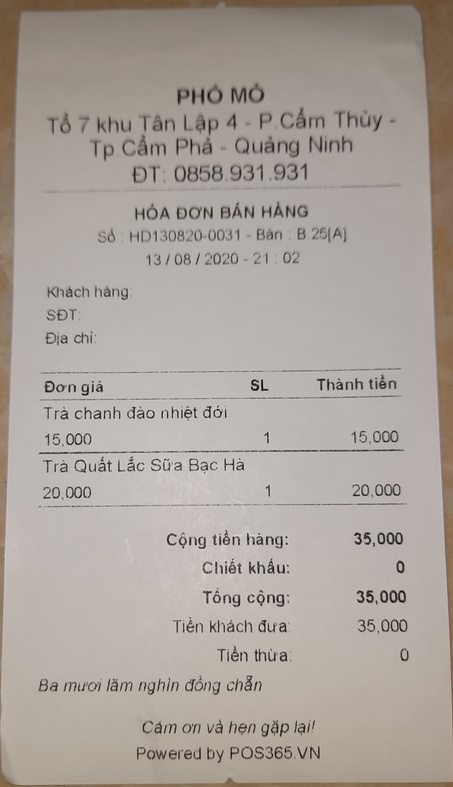 PHỐ MỎ
Tổ 7 khu Tân Lập 4 - P.Cẩm Thủy -
Tp.Cẩm Phả - Quảng Ninh
ĐT: 0858.931.931
HÓA ĐƠN BÁN HÀNG
Số : HD130820-0031 - Bàn : B.25[A]
13 / 08 / 2020 - 21 : 02
Khách hàng:
SĐT:
Địa chỉ:
Đơn giá SL Thành tiền
Trà chanh đào nhiệt đới
15,000 1 15,000
Trà Quất Lắc Sữa Bạc Hà
20,000 1 20,000
Cộng tiền hàng: 35,000
Chiết khấu: 0
Tổng cộng: 35,000
Tiền khách đưa: 35,000
Tiền thừa: 0
Ba mươi lăm nghìn đồng chẵn
Cám ơn và hẹn gặp lại!
Powered by POS365.VN